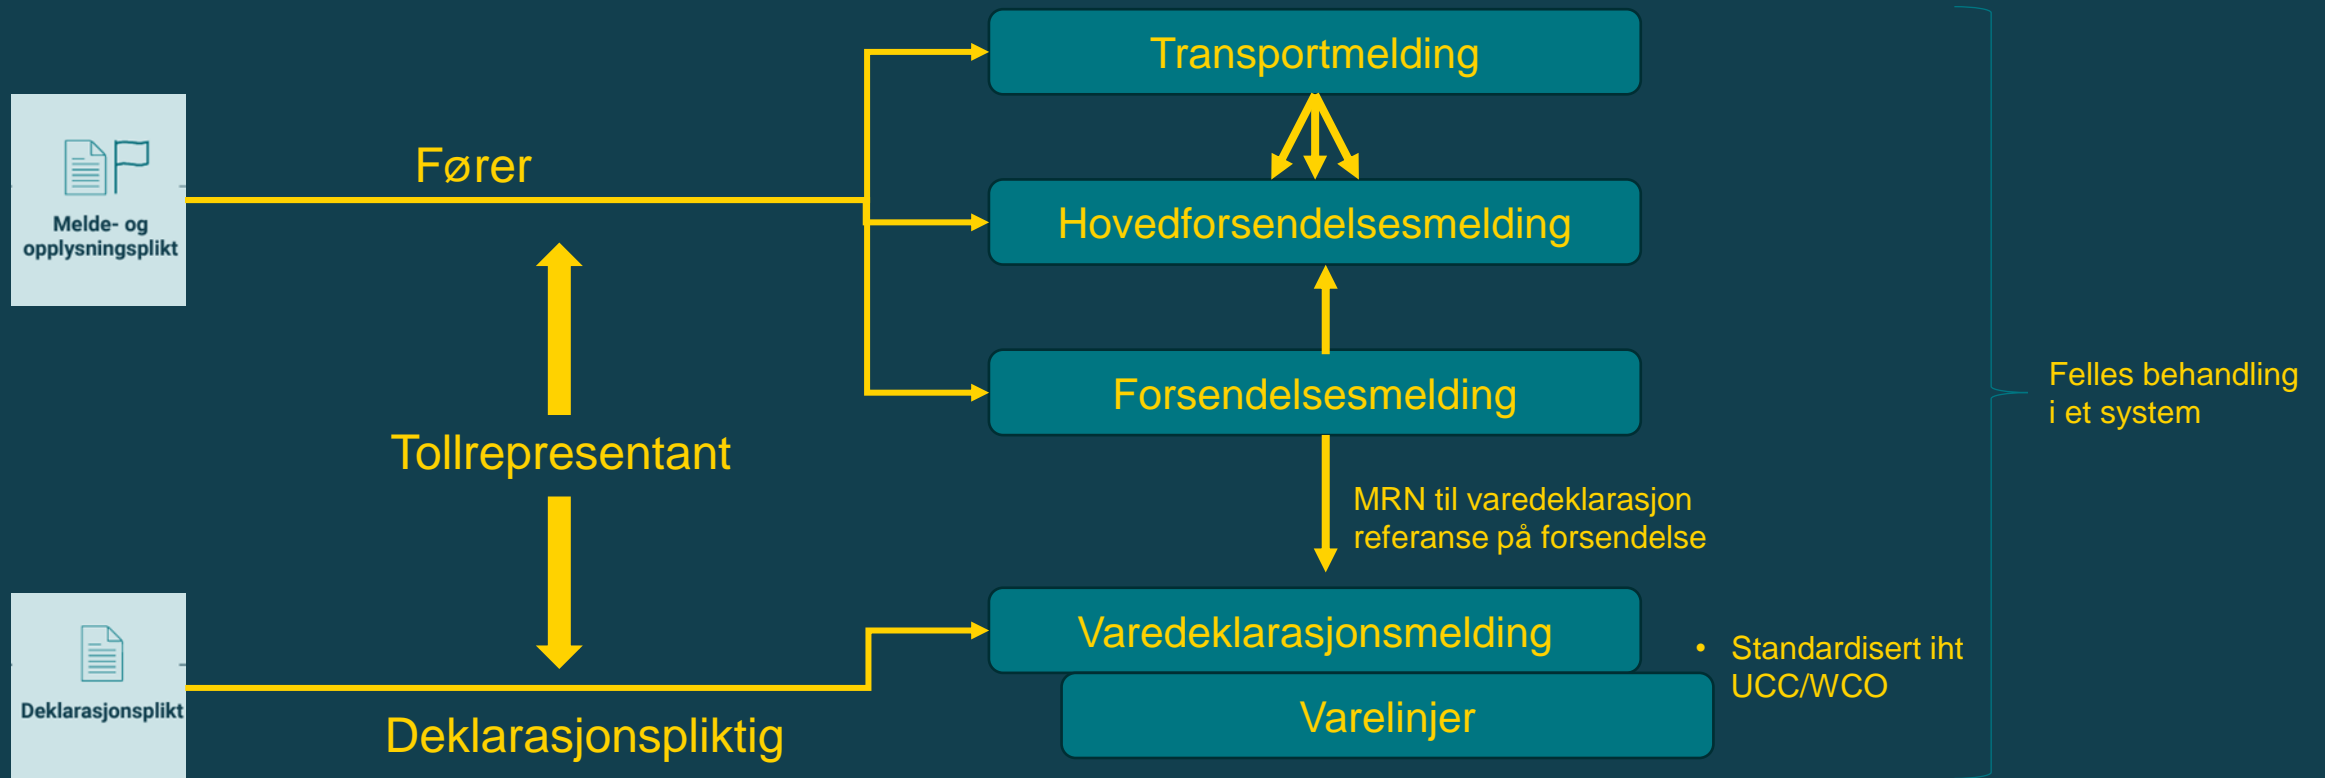 Transportmelding
Melde- og
opplysningsplikt
Fører
Hovedforsendelsesmelding
Forsendelsesmelding
Felles behandling
i et system
Tollrepresentant
MRN til varedeklarasjon
referanse på forsendelse
Varedeklarasjonsmelding
• Standardisert iht
UCC/WCO
Deklarasjonsplikt
Deklarasjonspliktig
Varelinjer